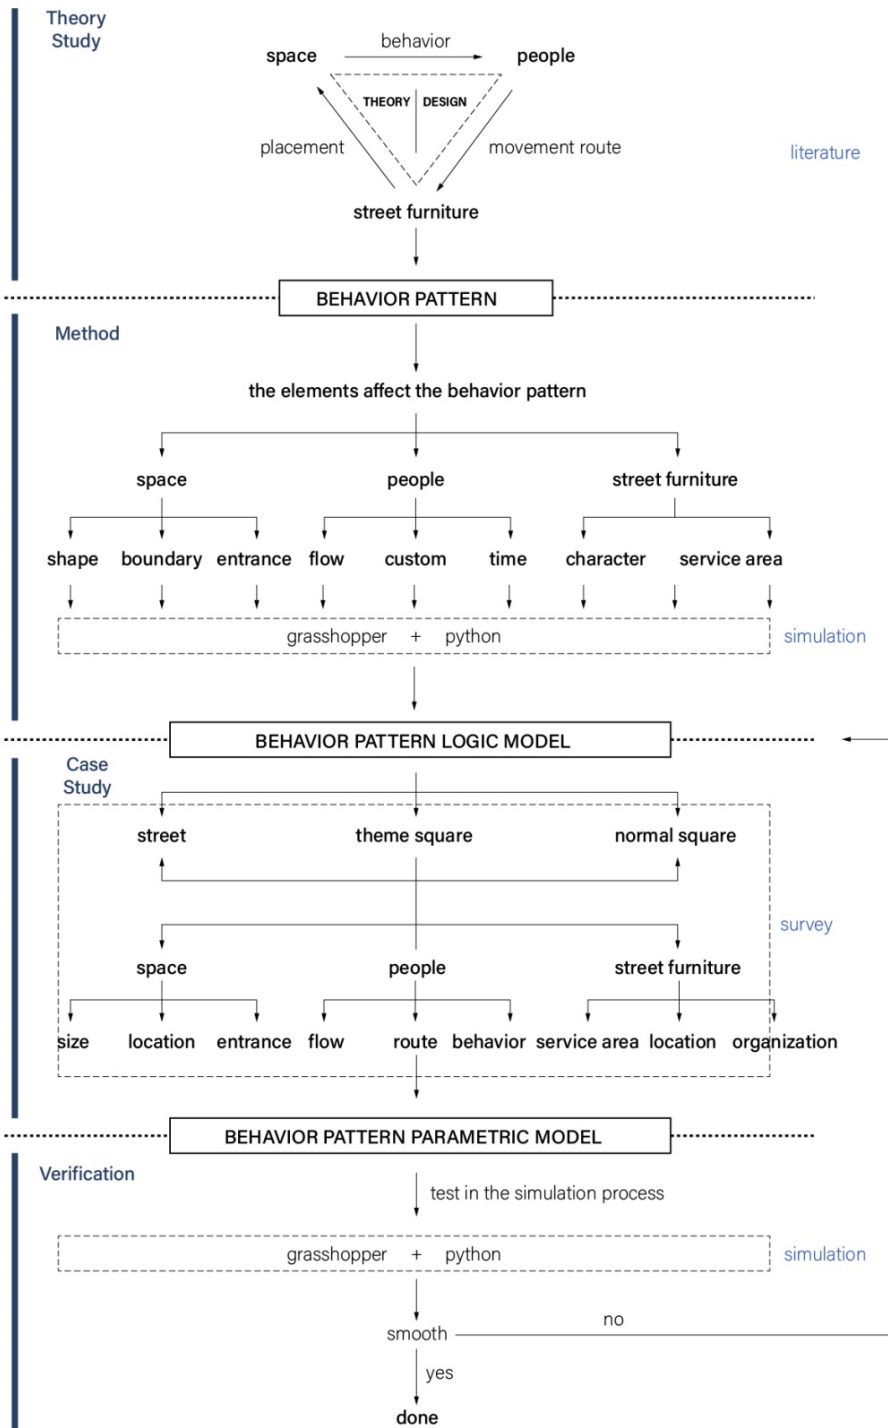 Theory
Study
space
behavior
people
THEORY
DESIGN
placement
movement route
literature
street furniture
BEHAVIOR PATTERN
Method
the elements affect the behavior pattern
space
people
street furniture
shape
boundary
entrance
flow
custom
time
character
service area
grasshopper + python
simulation
BEHAVIOR PATTERN LOGIC MODEL
Case
Study
street
theme square
normal square
survey
space
people
street furniture
size
location
entrance
flow
route
behavior
service area
location
organization
BEHAVIOR PATTERN PARAMETRIC MODEL
Verification
test in the simulation process
grasshopper + python
simulation
smooth
no
yes
done